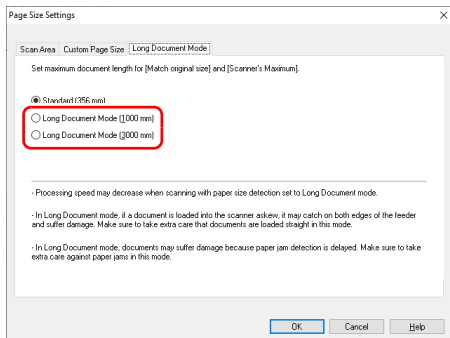 Page Size Settings
Scan Area Custom Page Size Long Document Mode
Set maximum document length for [Match original size] and [Scanner's Maximum].
Standard (356 mm)
Long Document Mode (1000 mm)
Long Document Mode (3000 mm)
- Processing speed may decrease when scanning with paper size detection set to Long Document mode.
- In Long Document mode, if a document is loaded into the scanner askew, it may catch on both edges of the feeder
and suffer damage. Make sure to take extra care that documents are loaded straight in this mode.
- In Long Document mode, documents may suffer damage because paper jam detection is delayed. Make sure to take
extra care against paper jams in this mode.
OK Cancel Help